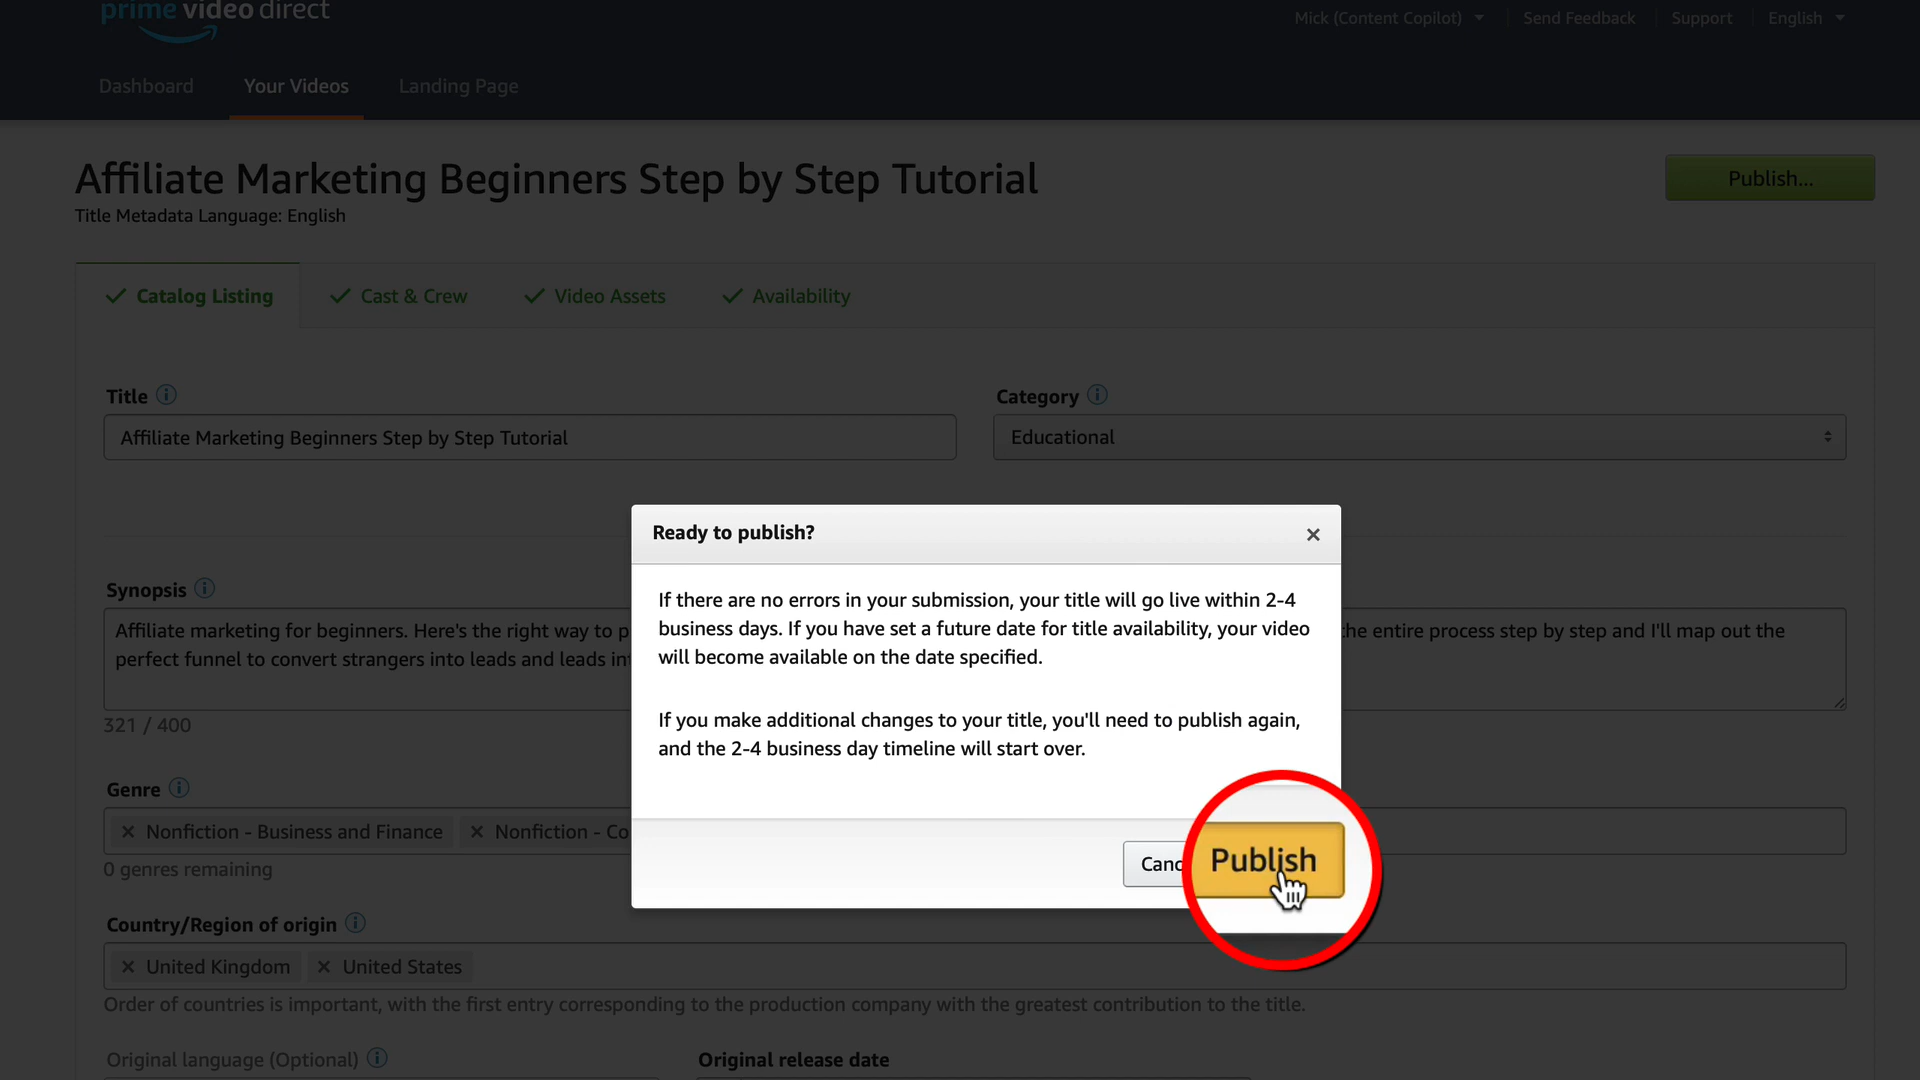 prime video direct
Mick (Content Copilot)
Send Feedback
Support
English
Dashboard
Your Videos
Landing Page
Affiliate Marketing Beginners Step by Step Tutorial
Title Metadata Language: English
Publish...
Catalog Listing
Cast & Crew
Video Assets
Availability
Title
Category
Affiliate Marketing Beginners Step by Step Tutorial
Educational
Synopsis
Affiliate marketing for beginners. Here's the right way to
the entire process step by step and I'll map out the
perfect funnel to convert strangers into leads and leads
321 / 400
Ready to publish?
If there are no errors in your submission, your title will go live within 2-4
business days. If you have set a future date for title availability, your video
will become available on the date specified.
If you make additional changes to your title, you'll need to publish again,
and the 2-4 business day timeline will start over.
Publish
Genre
Nonfiction - Business and Finance
Nonfiction -
0 genres remaining
Country/Region of origin
United Kingdom
United States
Order of countries is important, with the first entry corresponding to the production company with the greatest contribution to the title.
Original language (Optional)
Original release date